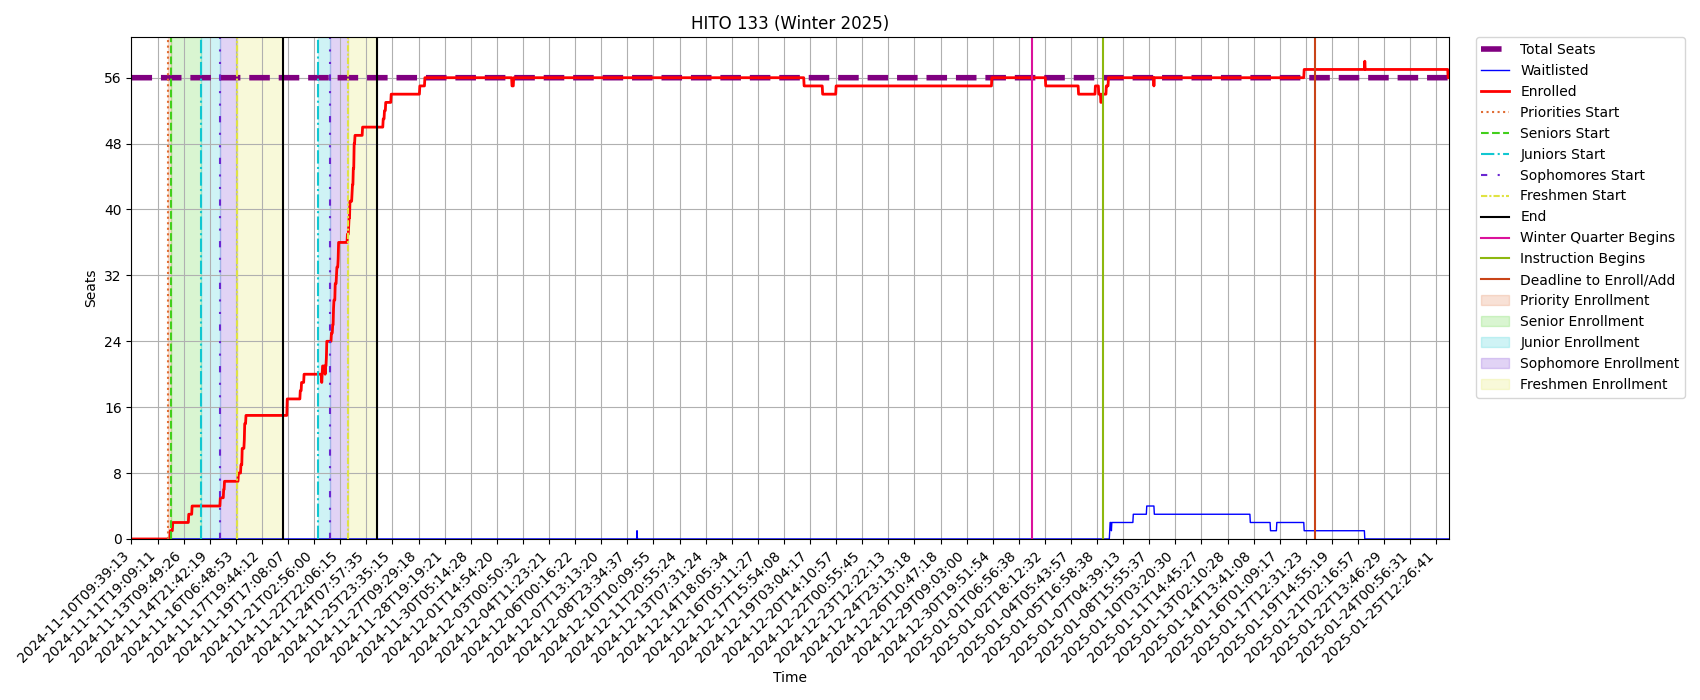 HITO 133 (Winter 2025)
Seats
56
48
40
32
24
16
8
0
2024-11-10T09:39:13
2024-11-11T19:09:11
2024-11-13T09:49:26
2024-11-14T21:42:19
2024-11-16T06:48:53
2024-11-17T19:44:12
2024-11-19T17:08:07
2024-11-21T02:56:00
2024-11-22T22:06:15
2024-11-24T07:57:35
2024-11-25T23:35:15
2024-11-27T09:29:18
2024-11-28T19:19:21
2024-11-30T05:14:28
2024-12-01T14:54:20
2024-12-03T00:50:32
2024-12-04T11:23:21
2024-12-06T00:16:22
2024-12-07T13:13:20
2024-12-08T23:34:37
2024-12-10T10:09:55
2024-12-11T20:55:24
2024-12-13T07:31:24
2024-12-14T18:05:34
2024-12-16T05:11:27
2024-12-17T15:54:08
2024-12-19T03:04:17
2024-12-20T14:10:57
2024-12-22T00:55:45
2024-12-23T12:22:13
2024-12-24T23:13:18
2024-12-26T10:47:18
2024-12-29T09:03:00
2024-12-30T19:51:54
2025-01-01T06:56:38
2025-01-02T18:12:32
2025-01-04T05:43:57
2025-01-05T16:58:38
2025-01-07T04:39:13
2025-01-08T15:55:37
2025-01-10T03:20:30
2025-01-11T14:45:27
2025-01-13T02:10:28
2025-01-14T13:41:08
2025-01-16T01:09:17
2025-01-17T12:31:23
2025-01-19T14:55:19
2025-01-21T02:16:57
2025-01-22T13:46:29
2025-01-24T00:56:31
2025-01-25T12:26:41
Time
Total Seats
Waitlisted
Enrolled
Priorities Start
Seniors Start
Juniors Start
Sophomores Start
Freshmen Start
End
Winter Quarter Begins
Instruction Begins
Deadline to Enroll/Add
Priority Enrollment
Senior Enrollment
Junior Enrollment
Sophomore Enrollment
Freshmen Enrollment